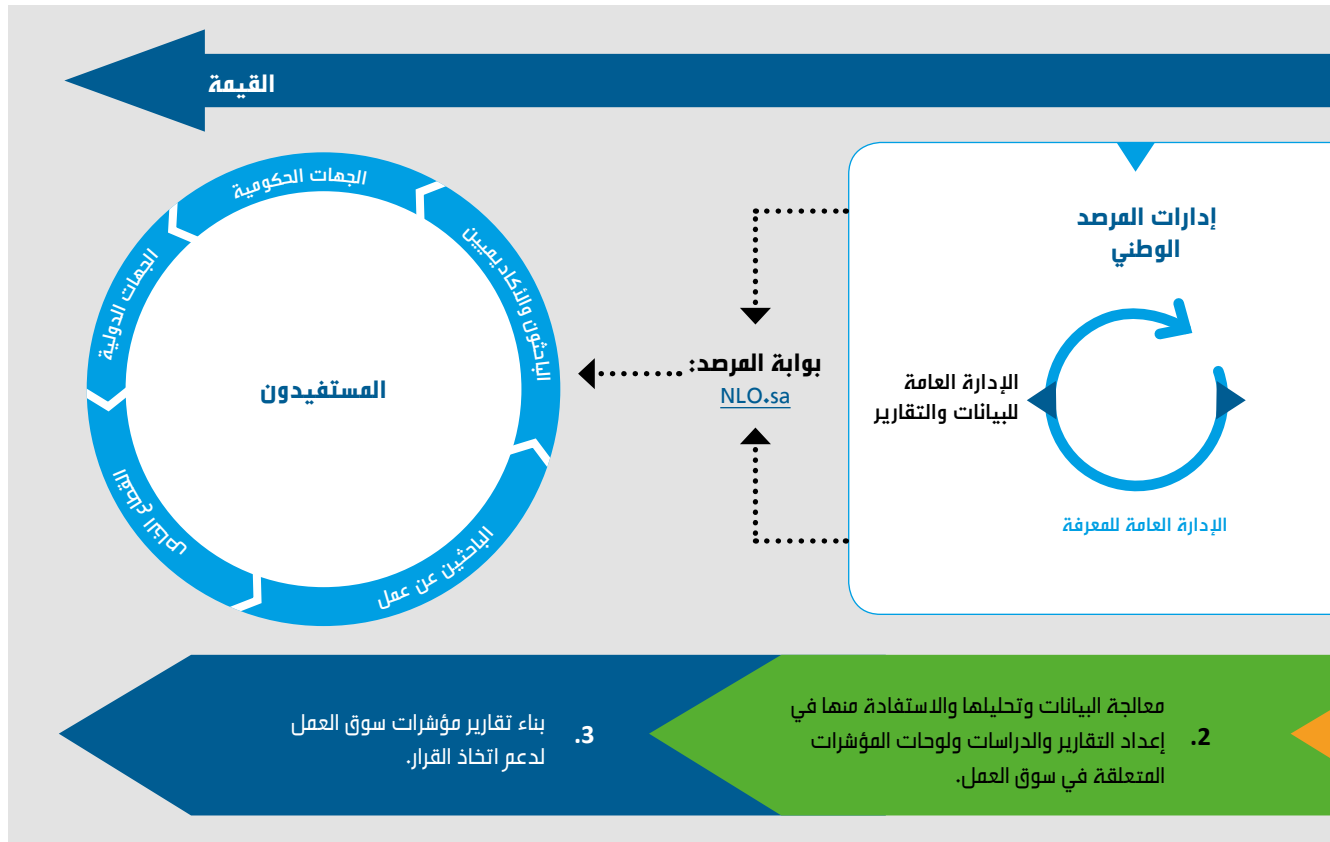 القيمة
إدارات المرصد
الوطني
الإدارة العامة
للبيانات والتقارير
الإدارة العامة للمعرفة
بوابة المرصد:
NLO.sa
المستفيدون
الجهات الحكومية
الباحثون والأكاديميين
الباحثين عن عمل
القطاع الخاص
الجهات الدولية
2. معالجة البيانات وتحليلها والاستفادة منها في
إعداد التقارير والدراسات ولوحات المؤشرات
المتعلقة في سوق العمل.
3. بناء تقارير مؤشرات سوق العمل
لدعم اتخاذ القرار.